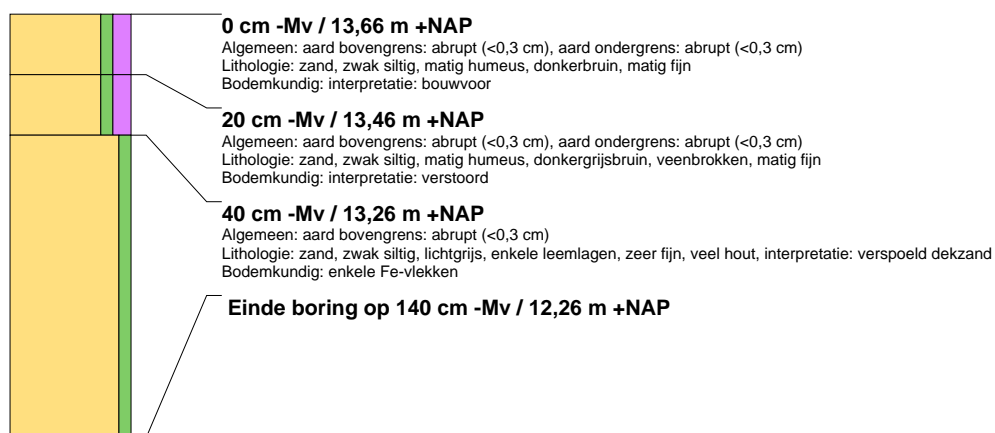 0 cm -Mv / 13,66 m +NAP
Algemeen: aard bovengrens: abrupt (<0,3 cm), aard ondergrens: abrupt (<0,3 cm)
Lithologie: zand, zwak siltig, matig humeus, donkerbruin, matig fijn
Bodemkundig: interpretatie: bouwvoor
20 cm -Mv / 13,46 m +NAP
Algemeen: aard bovengrens: abrupt (<0,3 cm), aard ondergrens: abrupt (<0,3 cm)
Lithologie: zand, zwak siltig, matig humeus, donkergrijsbruin, veenbrokken, matig fijn
Bodemkundig: interpretatie: verstoord
40 cm -Mv / 13,26 m +NAP
Algemeen: aard bovengrens: abrupt (<0,3 cm)
Lithologie: zand, zwak siltig, lichtgrijs, enkele leemlagen, zeer fijn, veel hout, interpretatie: verspoeld dekzand
Bodemkundig: enkele Fe-vlekken
Einde boring op 140 cm -Mv / 12,26 m +NAP